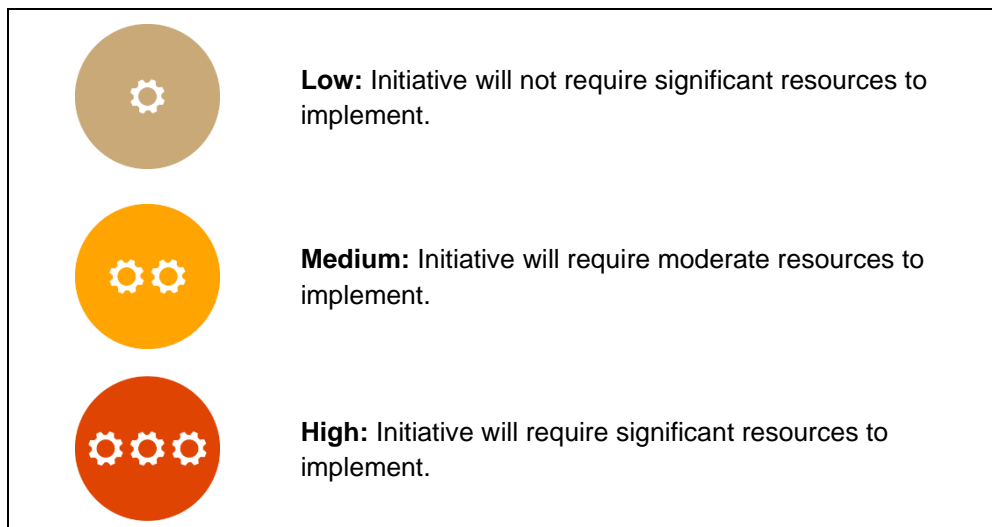 Low: Initiative will not require significant resources to
implement.
Medium: Initiative will require moderate resources to
implement.
High: Initiative will require significant resources to
implement.